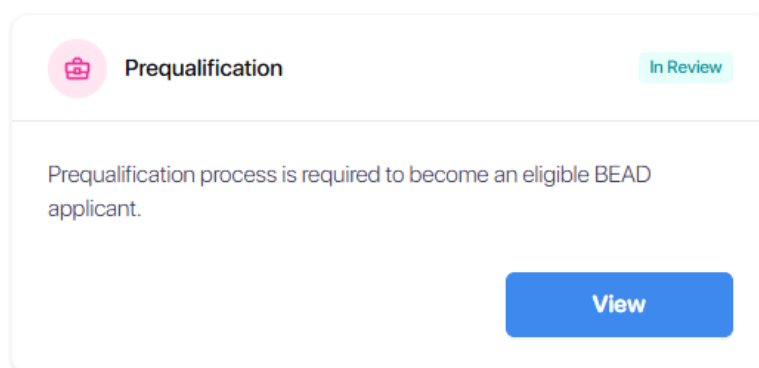 Prequalification
In Review
Prequalification process is required to become an eligible BEAD
applicant.
View